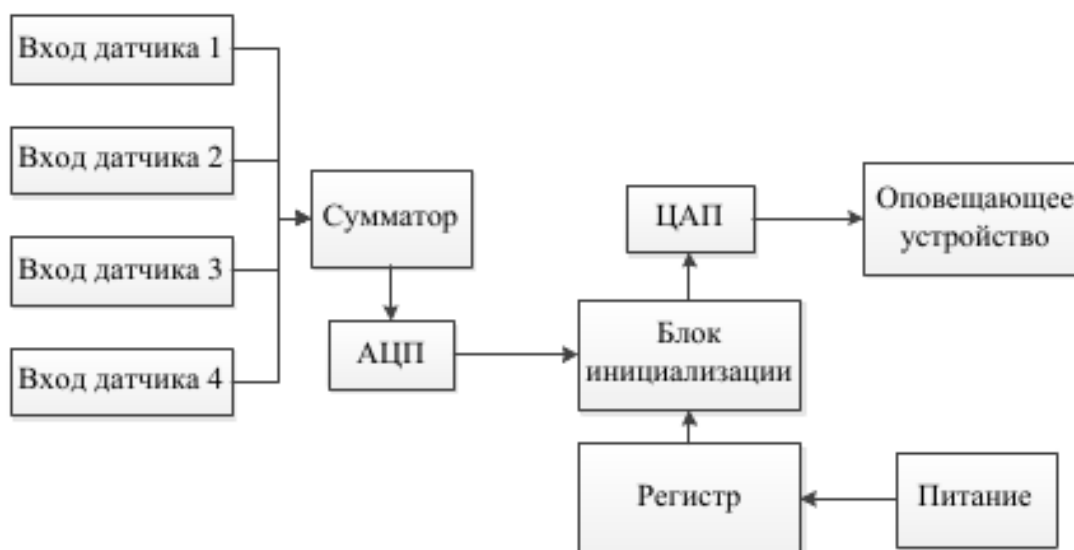 Вход датчика 1
Вход датчика 2
Вход датчика 3
Вход датчика 4
Сумматор
АЦП
ЦАП
Оповещающее
устройство
Блок
инициализации
Регистр
Питание